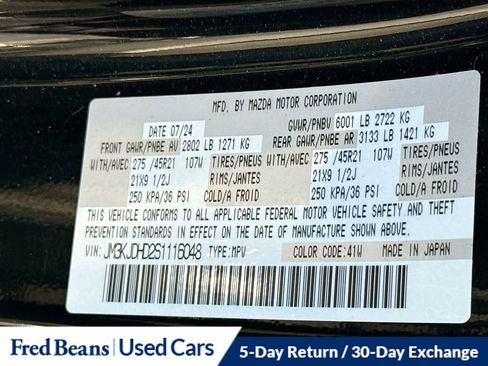 MFD. BY MAZDA MOTOR CORPORATION
DATE 07/24 GVWR/PNBV 6001 LB 2722 KG
FRONT GAWR/PNBE AV 2802 LB 1271 KG REAR GAWR/PNBE AR 3133 LB 1421 KG
WITH/AVEC 275 /45R21 107W TIRES/PNEUS WITH/AVEC 275 /45R21 107W TIRES/PNEUS
21X9 1/2J RIMS/JANTES 21X9 1/2J RIMS/JANTES
250 KPA/36 PSI COLD/A FROID 250 KPA/36 PSI COLD/A FROID
THIS VEHICLE CONFORMS TO ALL APPLICABLE FEDERAL MOTOR VEHICLE SAFETY AND THEFT
PREVENTION STANDARDS IN EFFECT ON THE DATE OF MANUFACTURE SHOWN ABOVE.
VIN: JM3KJDHD2S1116048 TYPE:MPV COLOR CODE:41W MADE IN JAPAN
Fred Beans Used Cars 5-Day Return / 30-Day Exchange